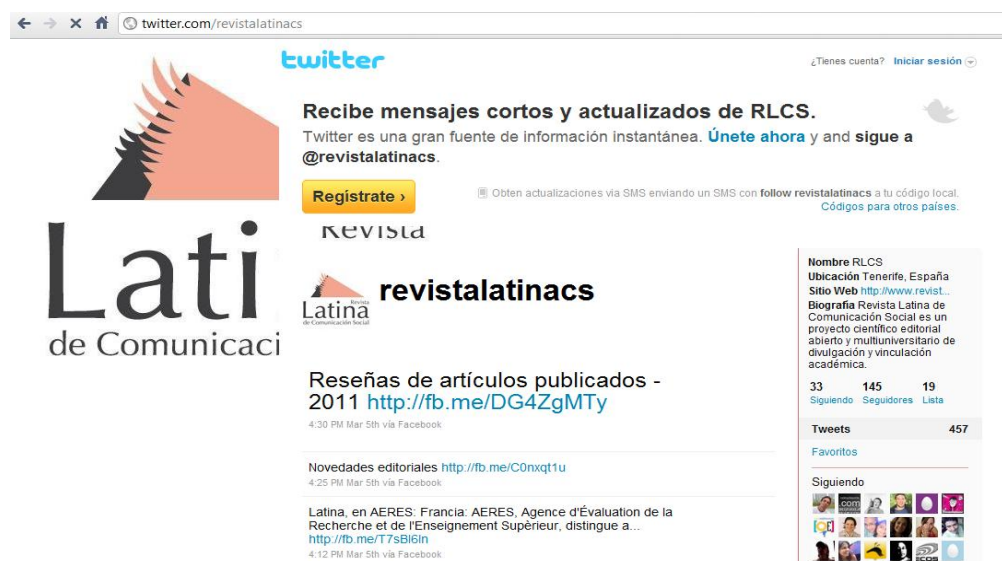 twitter.com/revistalatinacs
twitter
¿Tienes cuenta? Iniciar sesión
Recibe mensajes cortos y actualizados de RLCS.
Twitter es una gran fuente de información instantánea. Únete ahora y and sigue a
@revistalatinacs.
Regístrate ›
Obten actualizaciones via SMS enviando un SMS con follow revistalatinacs a tu código local.
Códigos para otros países.
Revista
Lati
de Comunicaci
Revista
Latina
de Comunicación Social
revistalatinacs
Reseñas de artículos publicados -
2011 http://fb.me/DG4ZgMTy
4:30 PM Mar 5th vía Facebook
Novedades editoriales http://fb.me/C0nxqt1u
4:25 PM Mar 5th vía Facebook
Latina, en AERES: Francia: AERES, Agence d'Évaluation de la
Recherche et de l'Enseignement Supèrieur, distingue a...
http://fb.me/T7sBl6ln
4:12 PM Mar 5th vía Facebook
Nombre RLCS
Ubicación Tenerife, España
Sitio Web http://www.revist...
Biografía Revista Latina de
Comunicación Social es un
proyecto científico editorial
abierto y multiuniversitario de
divulgación y vinculación
académica.
33 145 19
Siguiendo Seguidores Lista
Tweets 457
Favoritos
Siguiendo
com